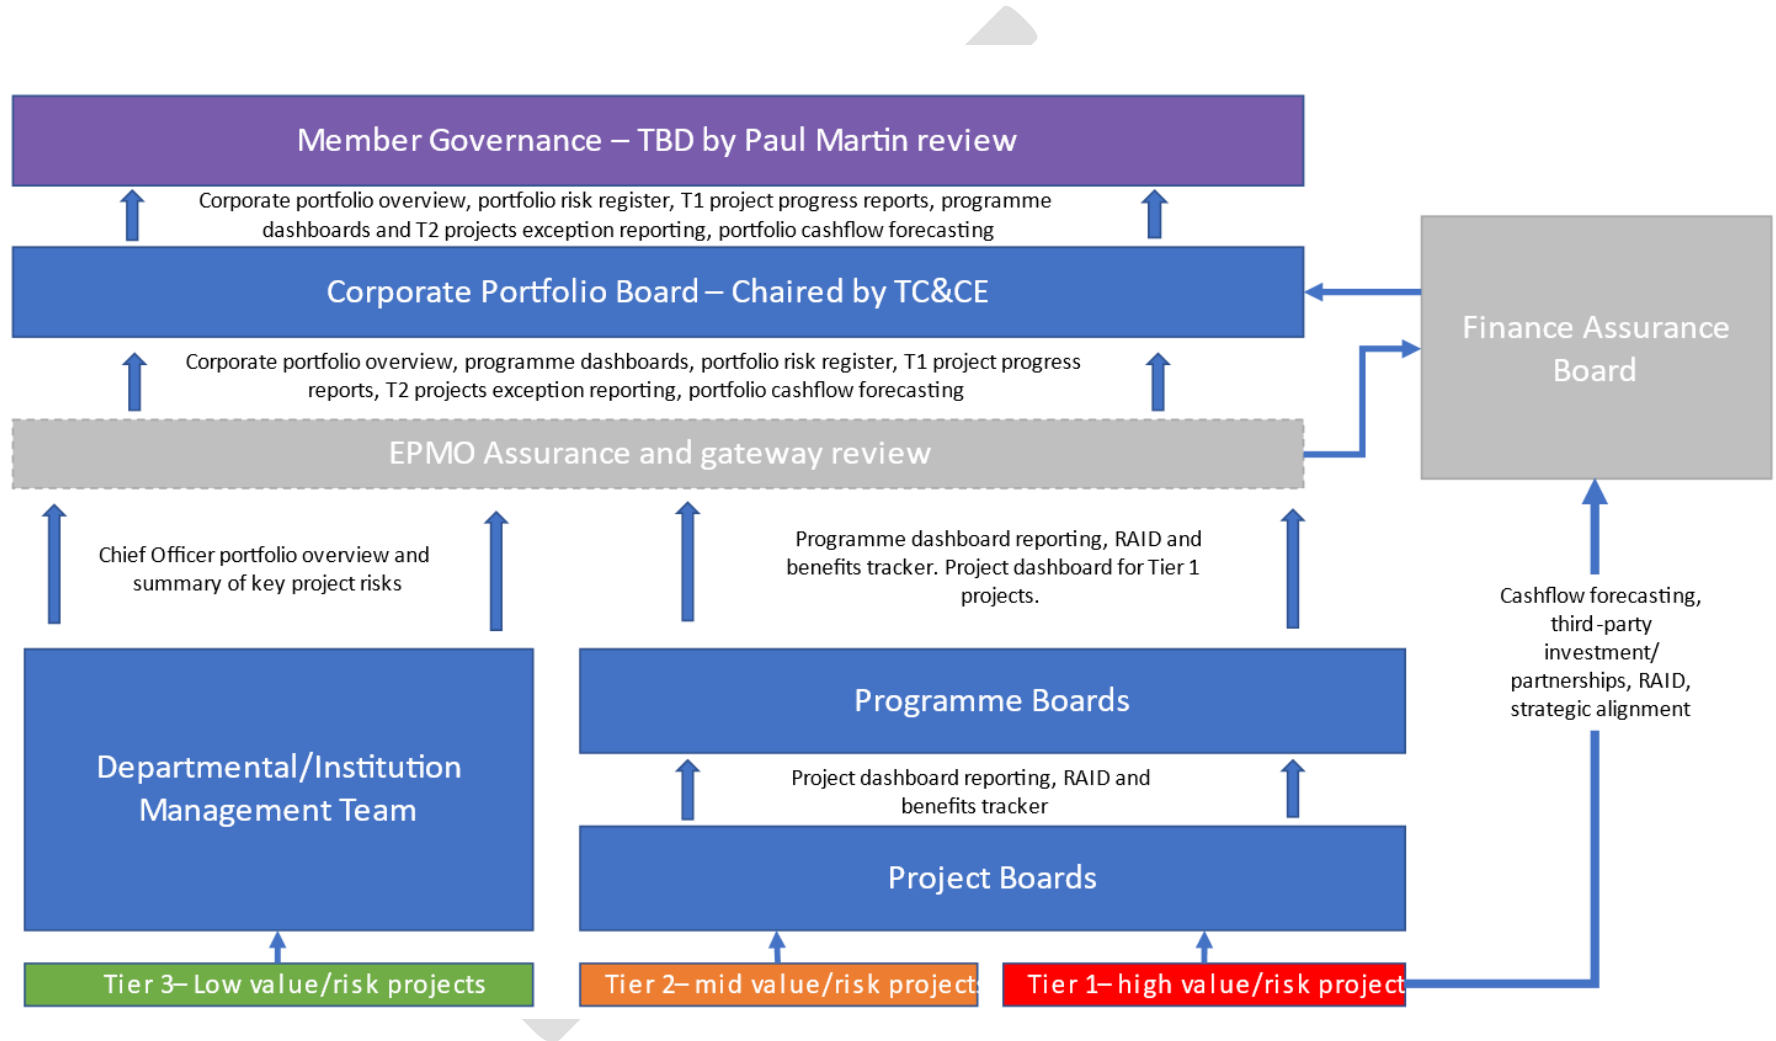 Member Governance – TBD by Paul Martin review
Corporate portfolio overview, portfolio risk register, T1 project progress reports, programme
dashboards and T2 projects exception reporting, portfolio cashflow forecasting
Corporate Portfolio Board – Chaired by TC&CE
Finance Assurance
Board
Corporate portfolio overview, programme dashboards, portfolio risk register, T1 project progress
reports, T2 projects exception reporting, portfolio cashflow forecasting
EPMO Assurance and gateway review
Chief Officer portfolio overview and
summary of key project risks
Programme dashboard reporting, RAID and
benefits tracker. Project dashboard for Tier 1
projects.
Cashflow forecasting,
third-party
investment/
partnerships, RAID,
strategic alignment
Departmental/Institution
Management Team
Programme Boards
Project dashboard reporting, RAID and
benefits tracker
Project Boards
Tier 3– Low value/risk projects
Tier 2– mid value/risk projects
Tier 1– high value/risk project